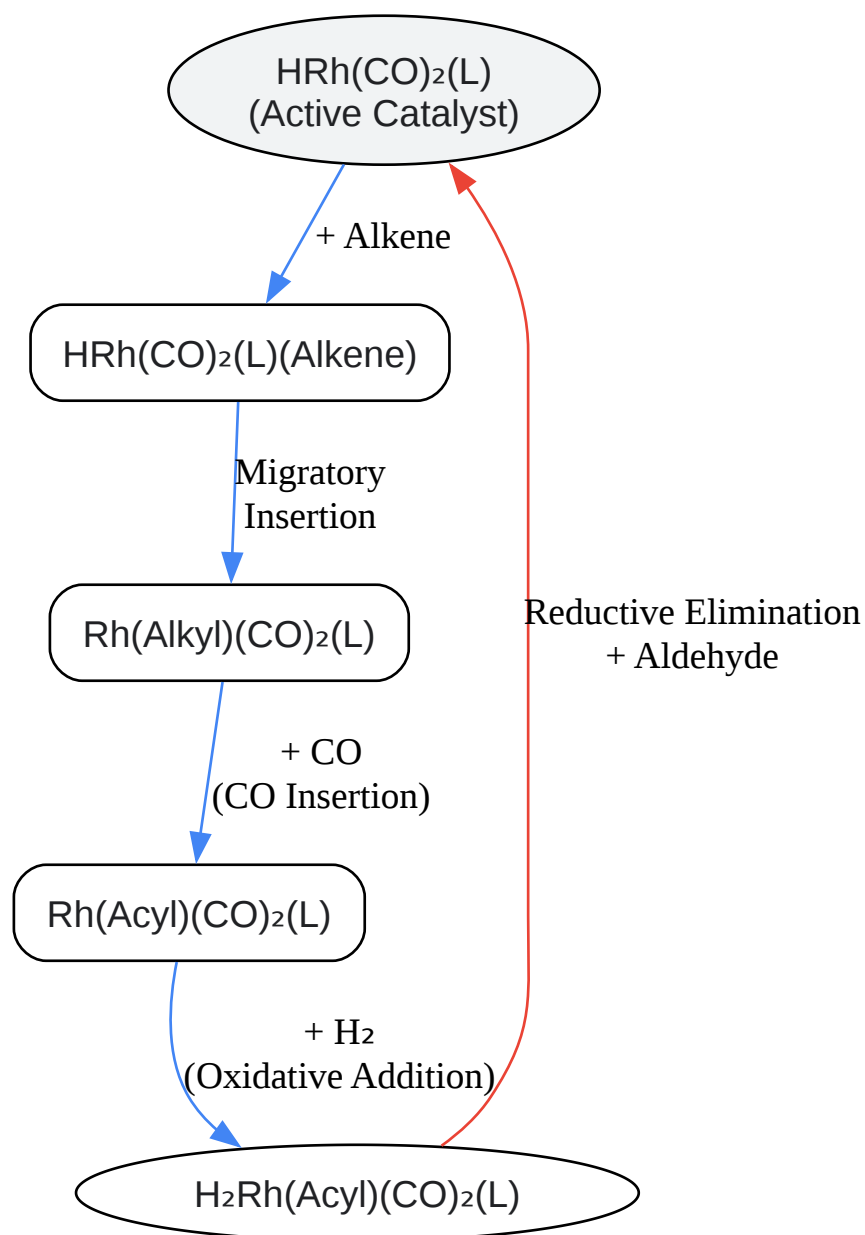 HRh(CO)₂(L)
(Active Catalyst)
+ Alkene
HRh(CO)₂(L)(Alkene)
Migratory
Insertion
Rh(Alkyl)(CO)₂(L)
Reductive Elimination
+ Aldehyde
+ CO
(CO Insertion)
Rh(Acyl)(CO)₂(L)
+ H₂
(Oxidative Addition)
H₂Rh(Acyl)(CO)₂(L)